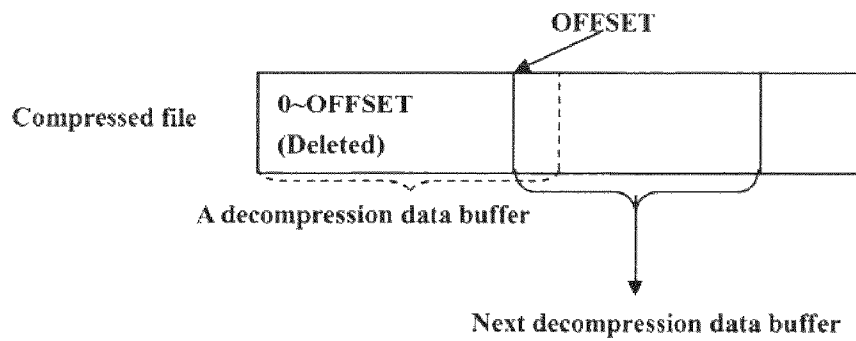 OFFSET
0~OFFSET
Compressed file
(Deleted)
A decompression data buffer
Next decompression data buffer